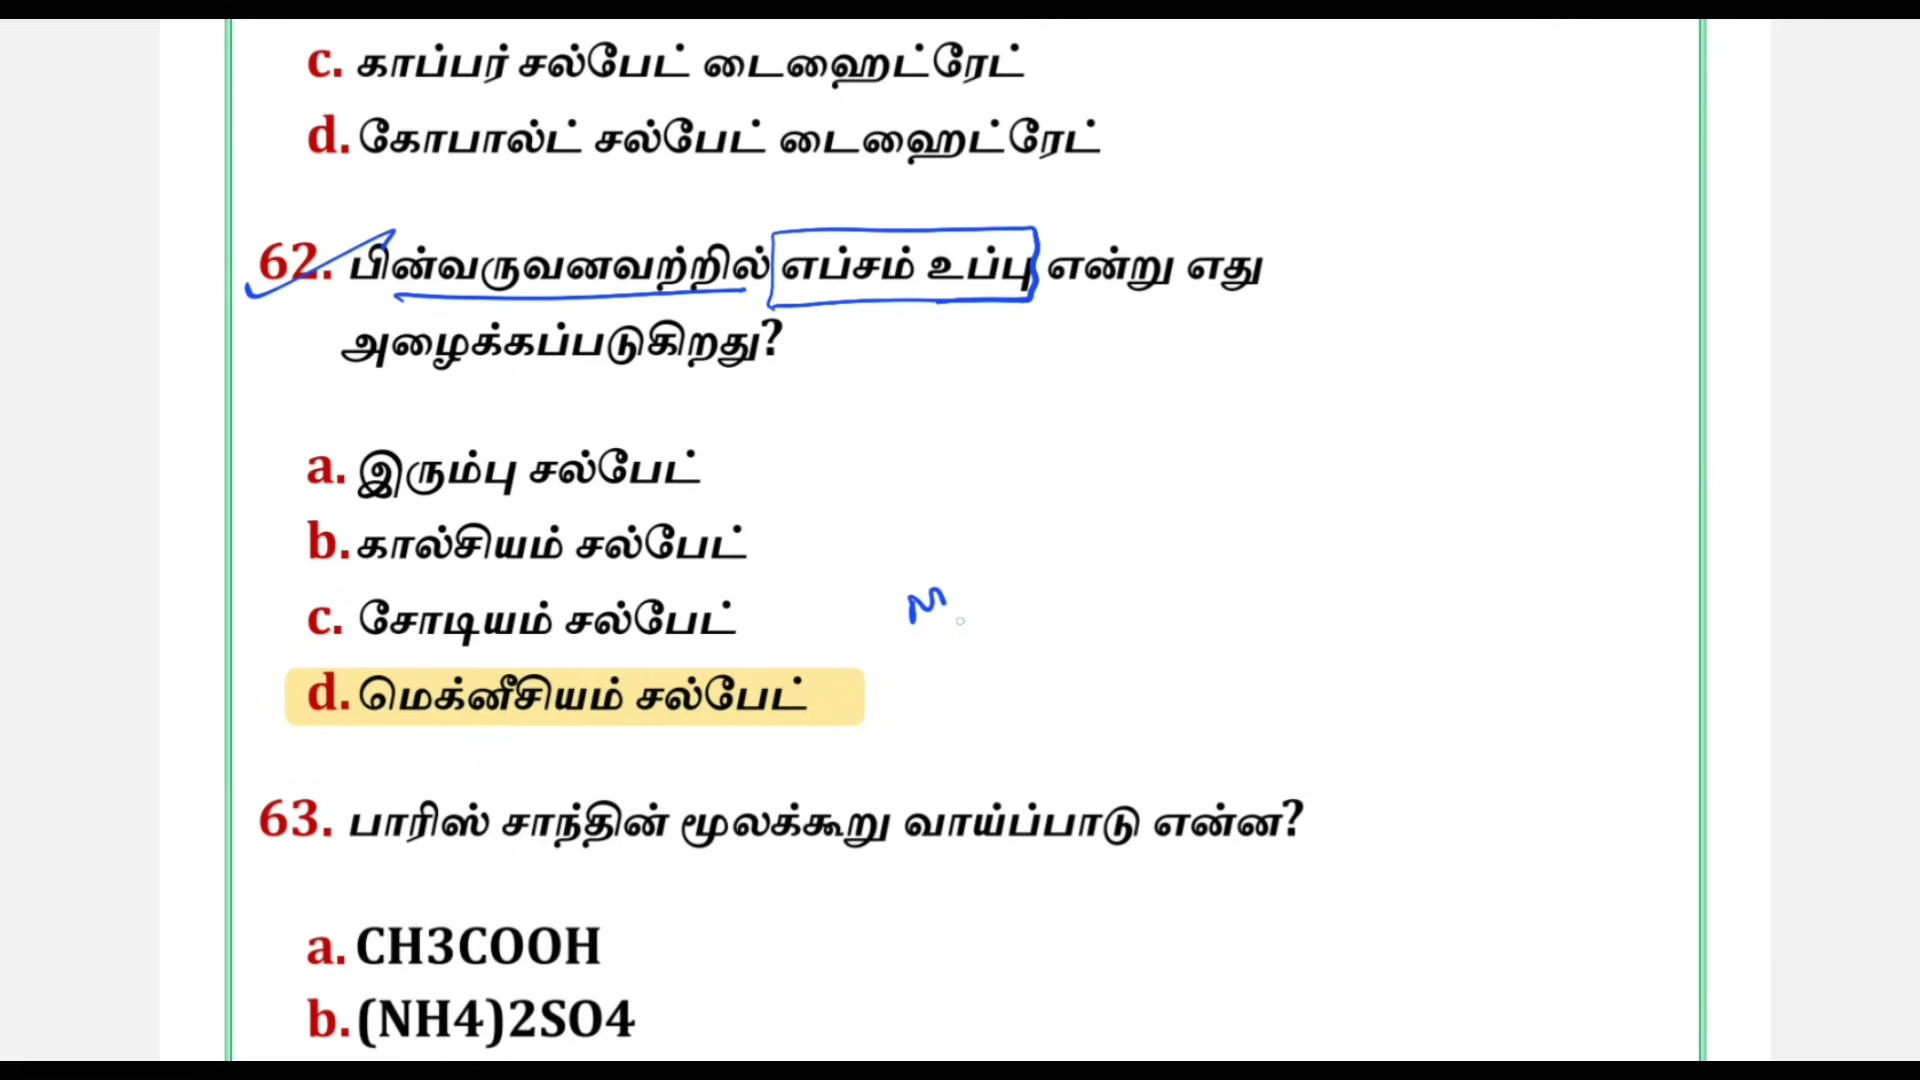 c. காப்பர் சல்பேட் டைஹைட்ரேட்
d. கோபால்ட் சல்பேட் டைஹைட்ரேட்
62. பின்வருவனவற்றில் எப்சம் உப்பு என்று எது
அழைக்கப்படுகிறது?
a. இரும்பு சல்பேட்
b. கால்சியம் சல்பேட்
c. சோடியம் சல்பேட்
M
d. மெக்னீசியம் சல்பேட்
63. பாரிஸ் சாந்தின் மூலக்கூறு வாய்ப்பாடு என்ன?
a. CH3COOH
b. (NH4)2SO4